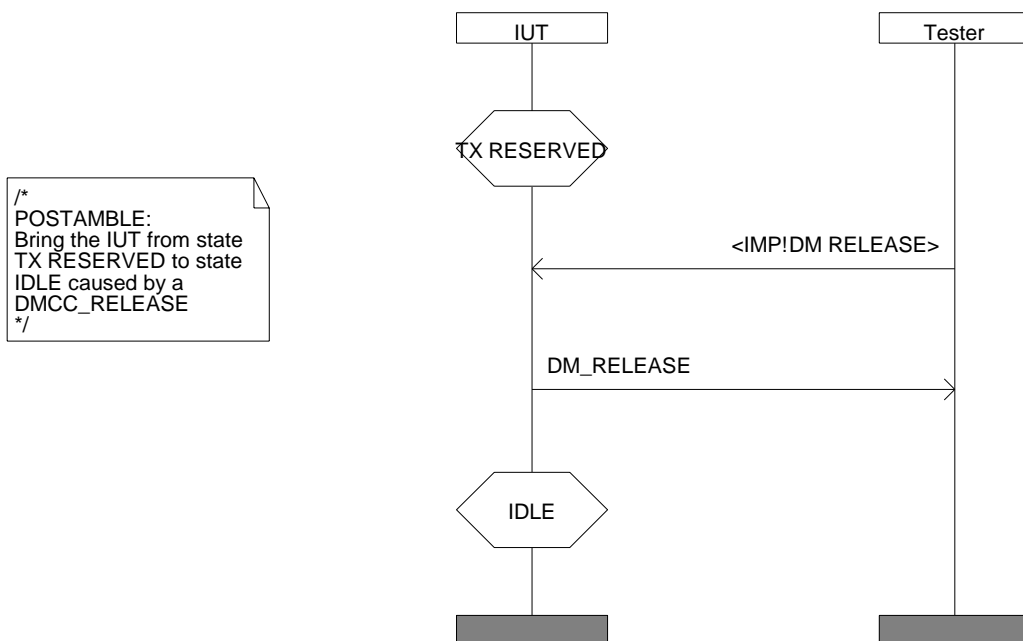 IUT
Tester
TX RESERVED
/*
POSTAMBLE:
Bring the IUT from state
TX RESERVED to state
IDLE caused by a
DMCC_RELEASE
*/
<IMP!DM RELEASE>
DM_RELEASE
IDLE